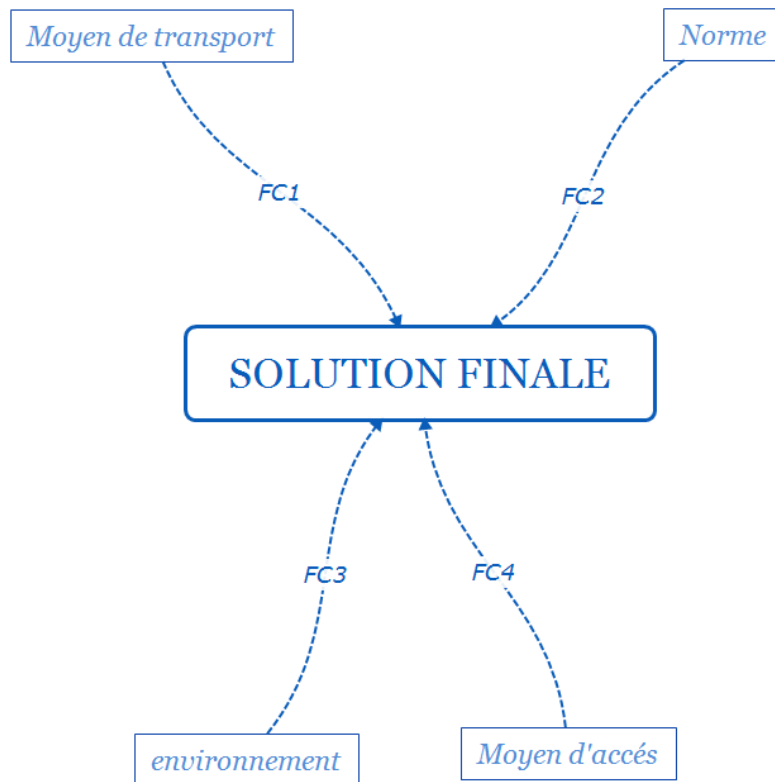 Moyen de transport
Norme
FC1
FC2
SOLUTION FINALE
FC3
FC4
environnement
Moyen d'accés